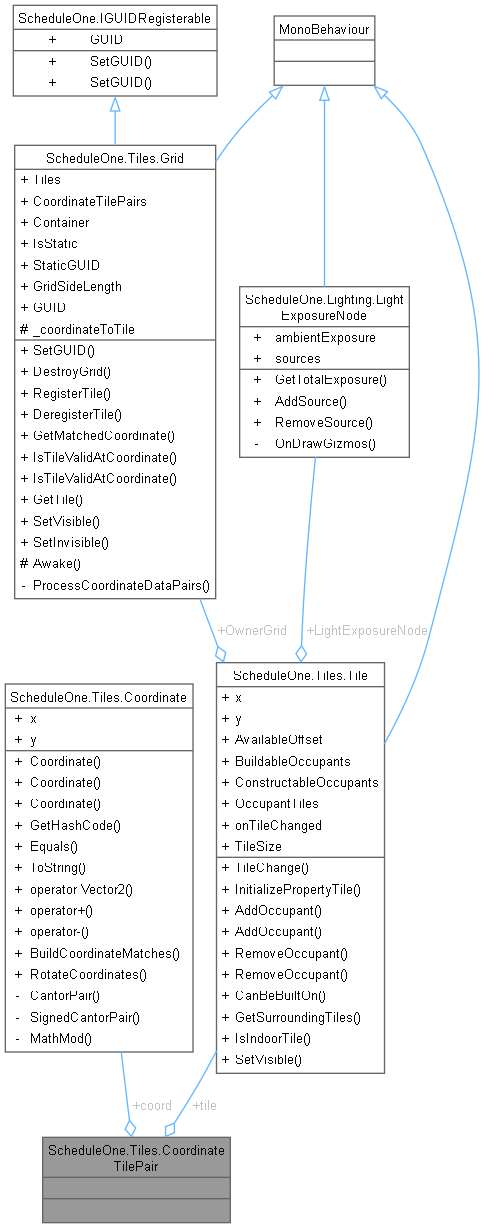 ScheduleOne.IGUIDRegisterable
+ GUID
+ SetGUID()
+ SetGUID()
MonoBehaviour
ScheduleOne.Tiles.Grid
+ Tiles
+ CoordinateTilePairs
+ Container
+ IsStatic
+ StaticGUID
+ GridSideLength
+ GUID
# _coordinateToTile
+ SetGUID()
+ DestroyGrid()
+ RegisterTile()
+ DeregisterTile()
+ GetMatchedCoordinate()
+ IsTileValidAtCoordinate()
+ IsTileValidAtCoordinate()
+ GetTile()
+ SetVisible()
+ SetInvisible()
# Awake()
- ProcessCoordinateDataPairs()
ScheduleOne.Lighting.Light
ExposureNode
+ ambientExposure
+ sources
+ GetTotalExposure()
+ AddSource()
+ RemoveSource()
- OnDrawGizmos()
+OwnerGrid
+LightExposureNode
ScheduleOne.Tiles.Coordinate
+ x
+ y
+ Coordinate()
+ Coordinate()
+ Coordinate()
+ GetHashCode()
+ Equals()
+ ToString()
+ operator Vector2()
+ operator+()
+ operator-()
+ BuildCoordinateMatches()
+ RotateCoordinates()
- CantorPair()
- SignedCantorPair()
- MathMod()
ScheduleOne.Tiles.Tile
+ x
+ y
+ AvailableOffset
+ BuildableOccupants
+ ConstructableOccupants
+ OccupantTiles
+ onTileChanged
+ TileSize
+ TileChange()
+ InitializePropertyTile()
+ AddOccupant()
+ AddOccupant()
+ RemoveOccupant()
+ RemoveOccupant()
+ CanBeBuiltOn()
+ GetSurroundingTiles()
+ IsIndoorTile()
+ SetVisible()
+coord
+tile
ScheduleOne.Tiles.Coordinate
TilePair